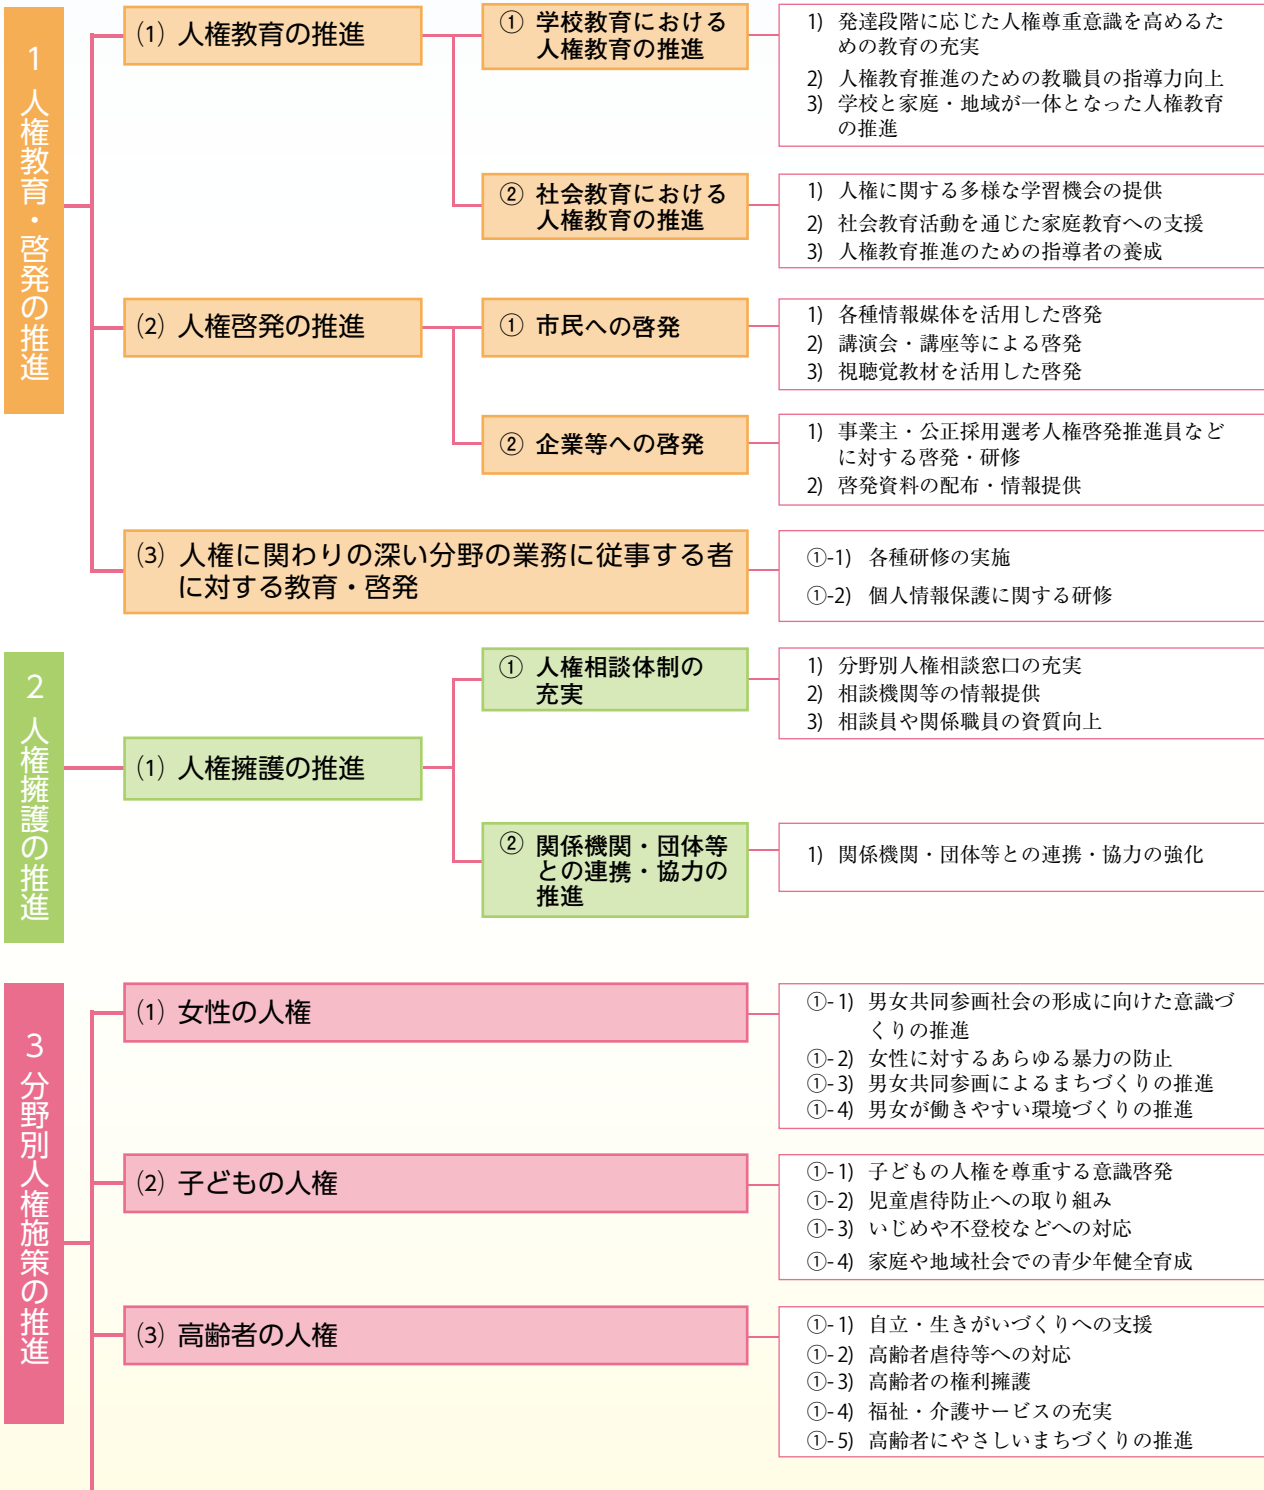 1 人権教育・啓発の推進
(1) 人権教育の推進
① 学校教育における
人権教育の推進
1) 発達段階に応じた人権尊重意識を高めるた
めの教育の充実
2) 人権教育推進のための教職員の指導力向上
3) 学校と家庭・地域が一体となった人権教育
の推進
② 社会教育における
人権教育の推進
1) 人権に関する多様な学習機会の提供
2) 社会教育活動を通じた家庭教育への支援
3) 人権教育推進のための指導者の養成
(2) 人権啓発の推進
① 市民への啓発
1) 各種情報媒体を活用した啓発
2) 講演会・講座等による啓発
3) 視聴覚教材を活用した啓発
② 企業等への啓発
1) 事業主・公正採用選考人権啓発推進員など
に対する啓発・研修
2) 啓発資料の配布・情報提供
(3) 人権に関わりの深い分野の業務に従事する者
に対する教育・啓発
①-1) 各種研修の実施
①-2) 個人情報保護に関する研修
2 人権擁護の推進
(1) 人権擁護の推進
① 人権相談体制の
充実
1) 分野別人権相談窓口の充実
2) 相談機関等の情報提供
3) 相談員や関係職員の資質向上
② 関係機関・団体等
との連携・協力の
推進
1) 関係機関・団体等との連携・協力の強化
3 分野別人権施策の推進
(1) 女性の人権
①-1) 男女共同参画社会の形成に向けた意識づ
くりの推進
①-2) 女性に対するあらゆる暴力の防止
①-3) 男女共同参画によるまちづくりの推進
①-4) 男女が働きやすい環境づくりの推進
(2) 子どもの人権
①-1) 子どもの人権を尊重する意識啓発
①-2) 児童虐待防止への取り組み
①-3) いじめや不登校などへの対応
①-4) 家庭や地域社会での青少年健全育成
(3) 高齢者の人権
①-1) 自立・生きがいづくりへの支援
①-2) 高齢者虐待等への対応
①-3) 高齢者の権利擁護
①-4) 福祉・介護サービスの充実
①-5) 高齢者にやさしいまちづくりの推進